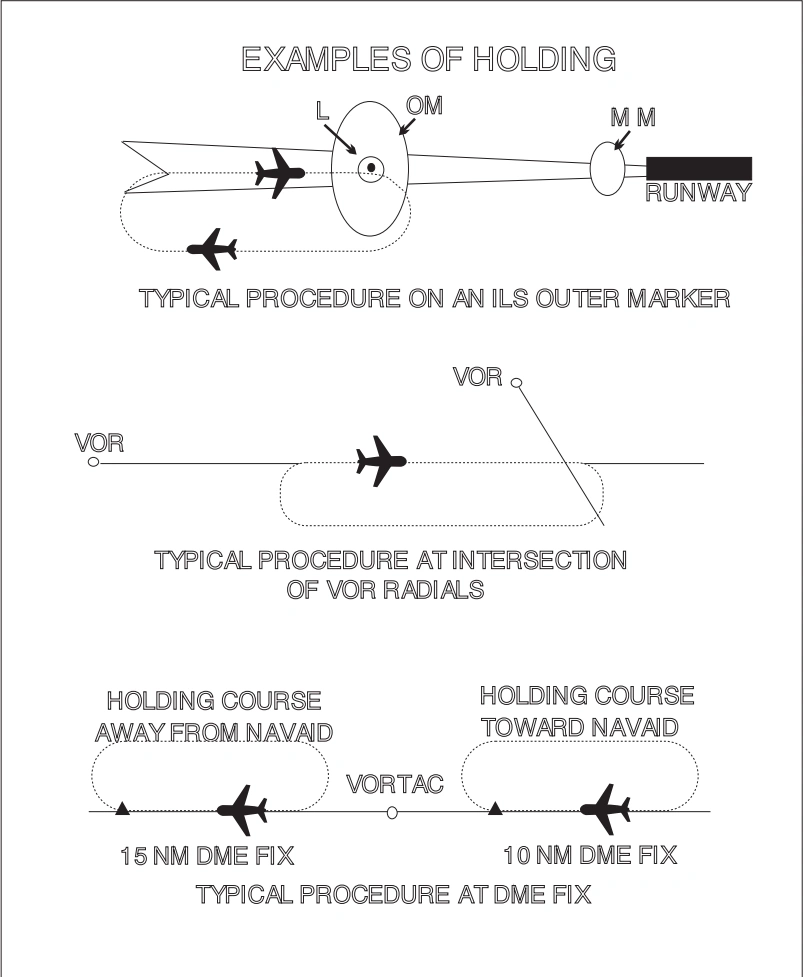 EXAMPLES OF HOLDING
L
OM
M M
RUNWAY
TYPICAL PROCEDURE ON AN ILS OUTER MARKER
VOR
VOR
TYPICAL PROCEDURE AT INTERSECTION
OF VOR RADIALS
HOLDING COURSE
AWAY FROM NAVAID
HOLDING COURSE
TOWARD NAVAID
VORTAC
15 NM DME FIX
10 NM DME FIX
TYPICAL PROCEDURE AT DME FIX